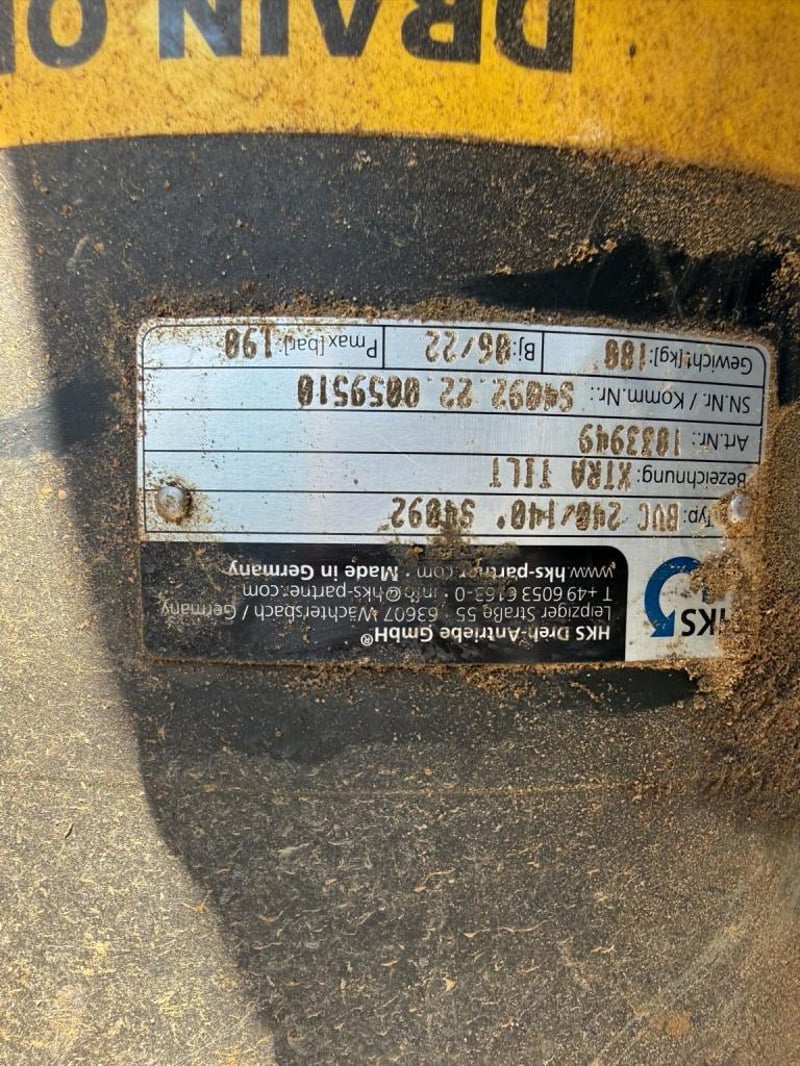 HKS
HKS Dreh-Antriebe GmbH®
Leipziger Straße 55 · 63607 Wächtersbach / Germany
T +49 6053 6163-0 · info@hks-partner.com
www.hks-partner.com · Made in Germany
Typ: BVC 240/140° S4092
Bezeichnung: XTRA TILT
Art.Nr.: 1033949
SN.Nr / Komm.Nr.: S4092.22.0059510
Gewicht[kg]: 180 Bj: 06/22 Pmax[bar]: 190
DRAIN